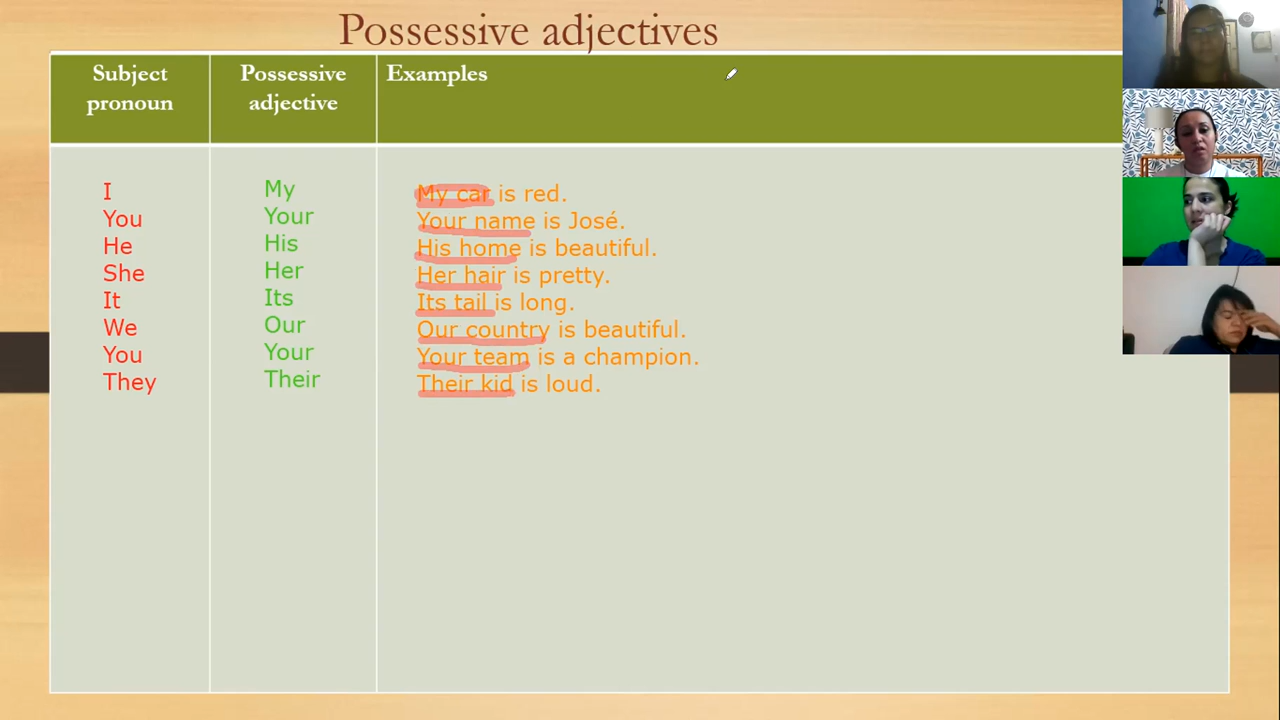 Possessive adjectives
Subject pronoun
Possessive adjective
Examples
I My My car is red.
You Your Your name is José.
He His His home is beautiful.
She Her Her hair is pretty.
It Its Its tail is long.
We Our Our country is beautiful.
You Your Your team is a champion.
They Their Their kid is loud.